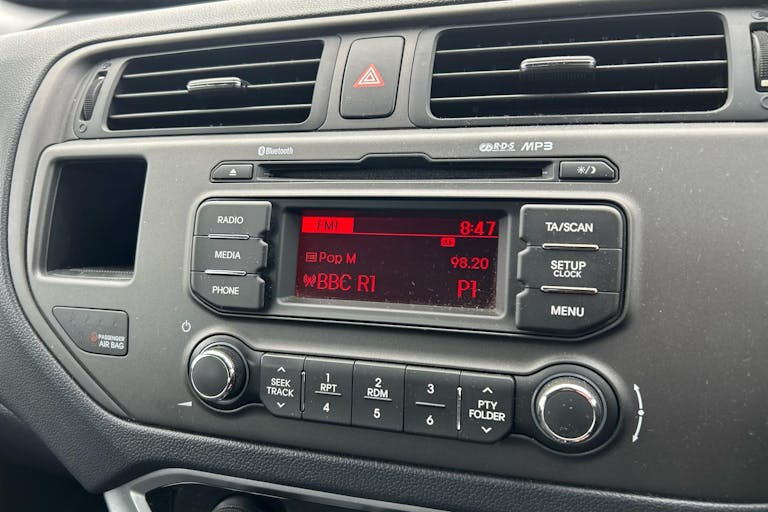 Bluetooth
R·D·S MP3
RADIO
MEDIA
PHONE
FM1 8:47
AF
Pop M 98.20
BBC R1 P1
TA/SCAN
SETUP
CLOCK
MENU
PASSENGER
AIR BAG
SEEK
TRACK
1
RPT
4
2
RDM
5
3
6
PTY
FOLDER